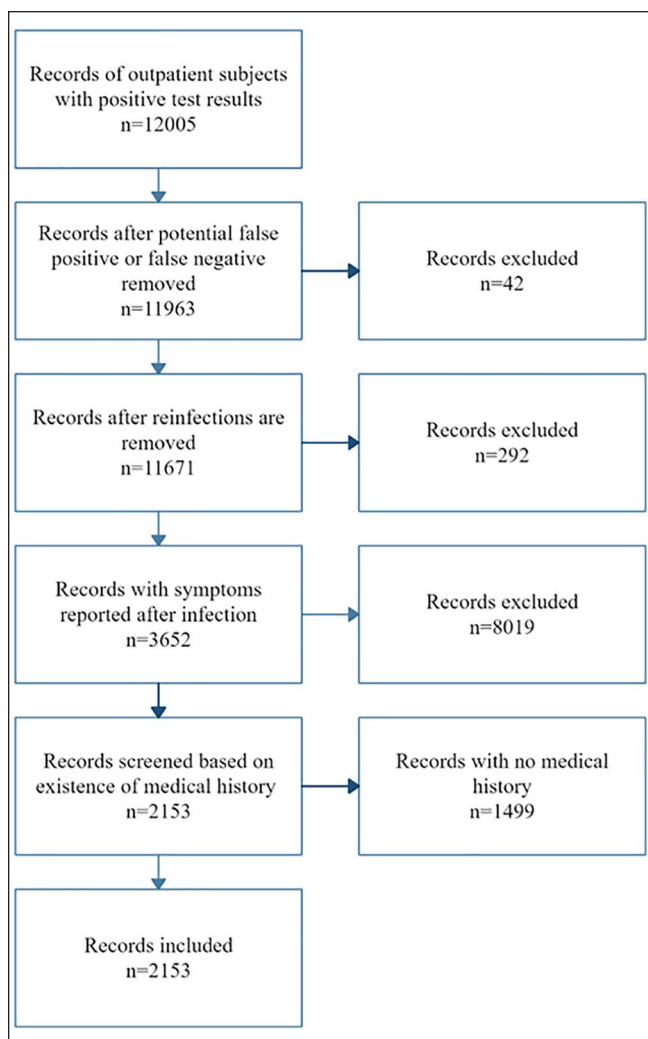 Records of outpatient subjects
with positive test results
n=12005
Records after potential false
positive or false negative
removed
n=11963
Records excluded
n=42
Records after reinfections are
removed
n=11671
Records excluded
n=292
Records with symptoms
reported after infection
n=3652
Records excluded
n=8019
Records screened based on
existence of medical history
n=2153
Records with no medical
history
n=1499
Records included
n=2153